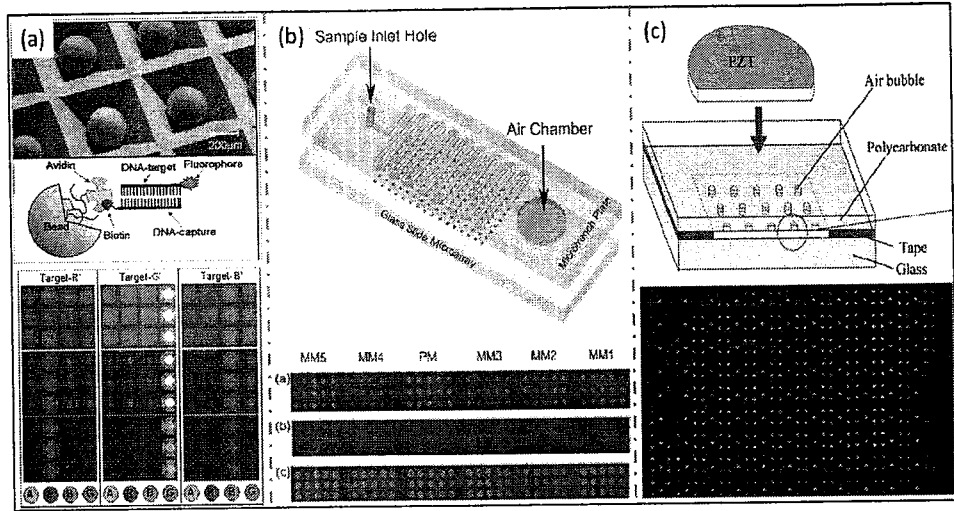 (a)
200µm
Avidin
DNA-target
Fluorophore
Bead
Biotin
DNA-capture
Target-R'
Target-G'
Target-B'
A
B
G
A
B
G
A
B
G
(b)
Sample Inlet Hole
Air Chamber
Glass Slide Microarray
Microtrench Plate
MM5 MM4 PM MM3 MM2 MM1
(a)
(b)
(c)
(c)
PZT
Air bubble
Polycarbonate
Tape
Glass